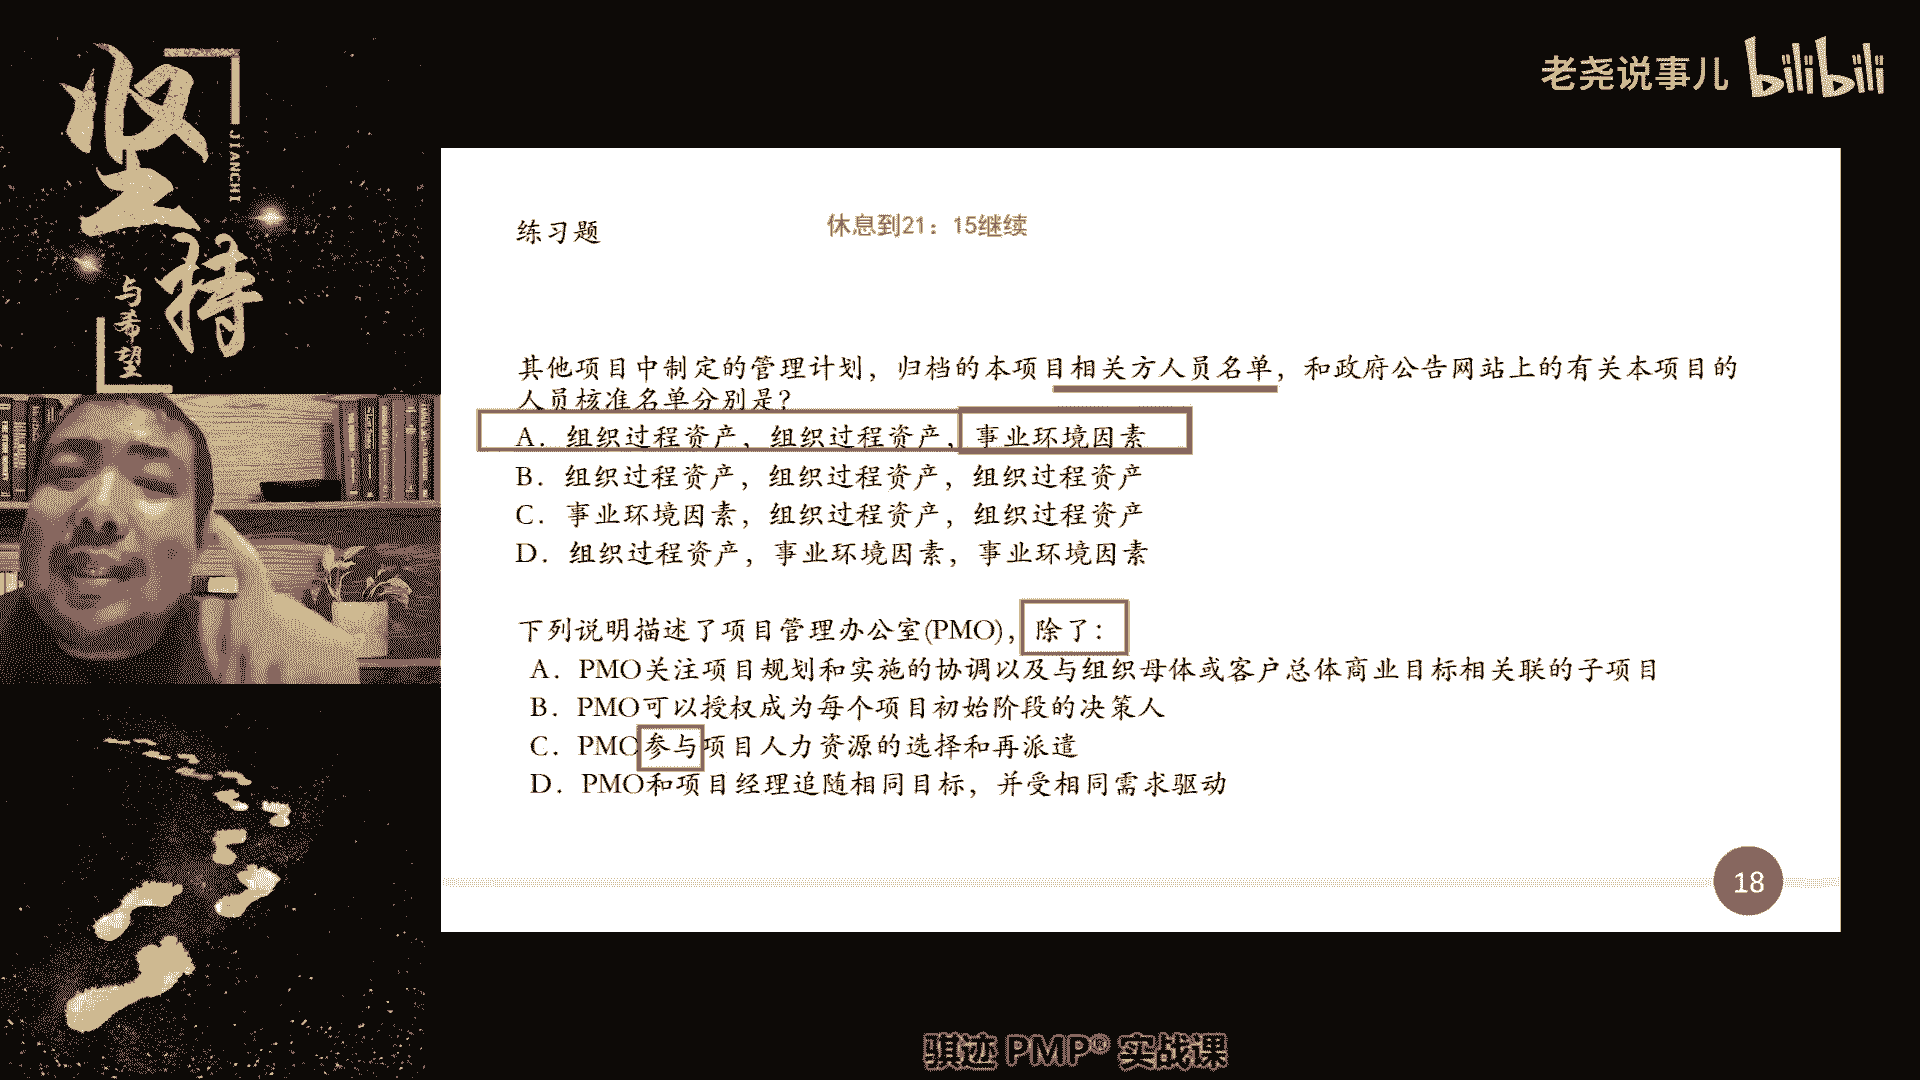 坚持
JIANCHI
与希望
老尧说事儿 bilibili
练习题
休息到21：15继续
其他项目中制定的管理计划，归档的本项目相关方人员名单，和政府公告网站上的有关本项目的
人员核准名单分别是？
A．组织过程资产，组织过程资产，事业环境因素
B．组织过程资产，组织过程资产，组织过程资产
C．事业环境因素，组织过程资产，组织过程资产
D．组织过程资产，事业环境因素，事业环境因素
下列说明描述了项目管理办公室(PMO)，除了：
A．PMO关注项目规划和实施的协调以及与组织母体或客户总体商业目标相关联的子项目
B．PMO可以授权成为每个项目初始阶段的决策人
C．PMO参与项目人力资源的选择和再派遣
D．PMO和项目经理追随相同目标，并受相同需求驱动
18
骐迹 PMP® 实战课